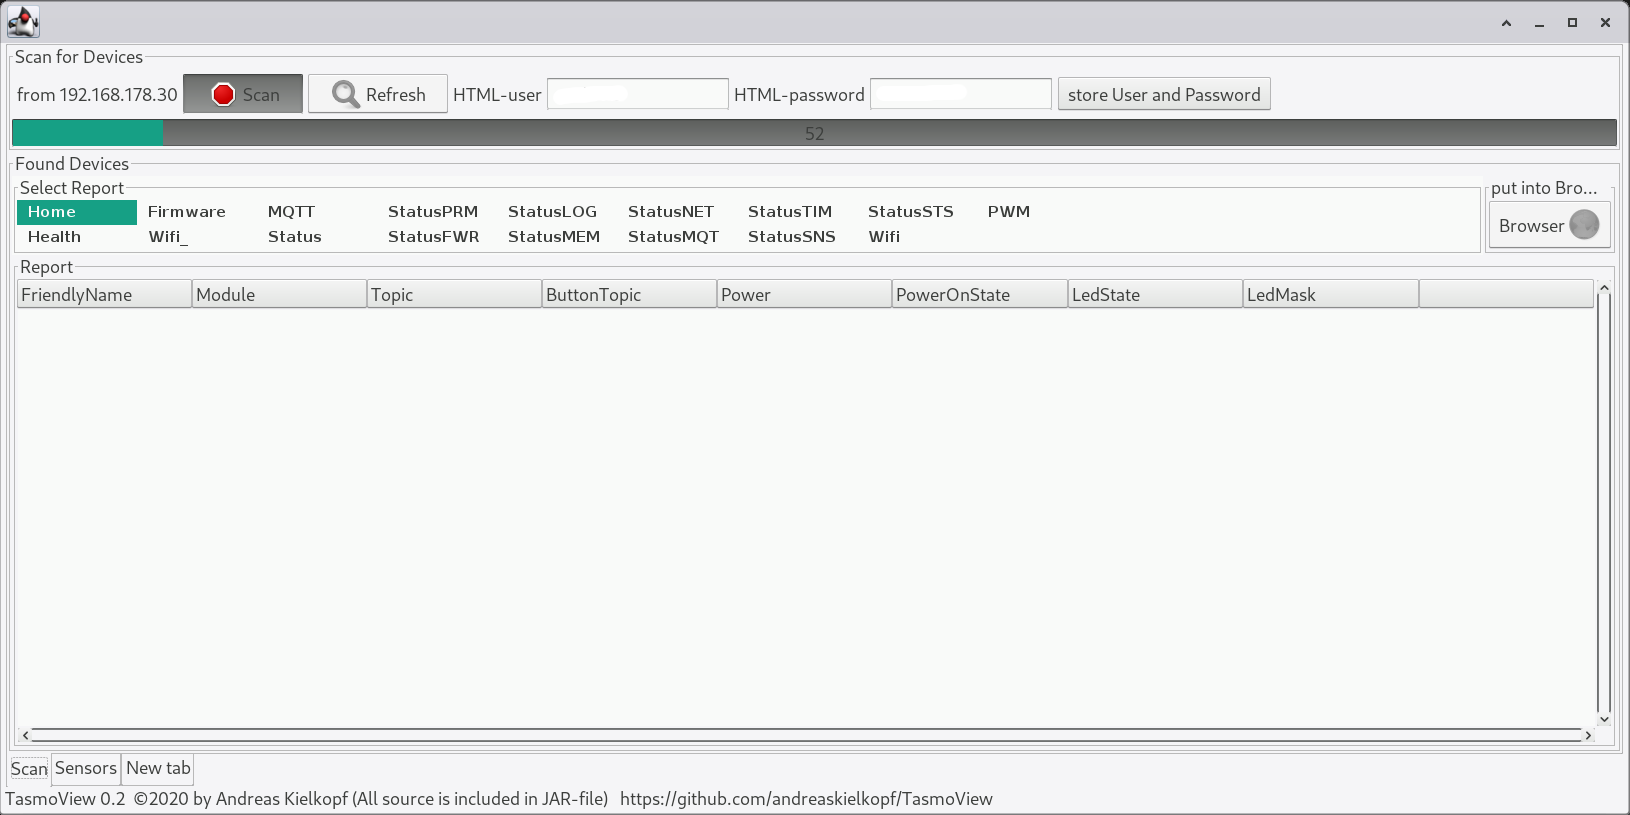 Scan for Devices
from 192.168.178.30 Scan Refresh HTML-user HTML-password store User and Password
52
Found Devices
Select Report put into Bro...
Home Firmware MQTT StatusPRM StatusLOG StatusNET StatusTIM StatusSTS PWM
Browser
Health Wifi_ Status StatusFWR StatusMEM StatusMQT StatusSNS Wifi
Report
FriendlyName Module Topic ButtonTopic Power PowerOnState LedState LedMask
Scan Sensors New tab
TasmoView 0.2 ©2020 by Andreas Kielkopf (All source is included in JAR-file) https://github.com/andreaskielkopf/TasmoView